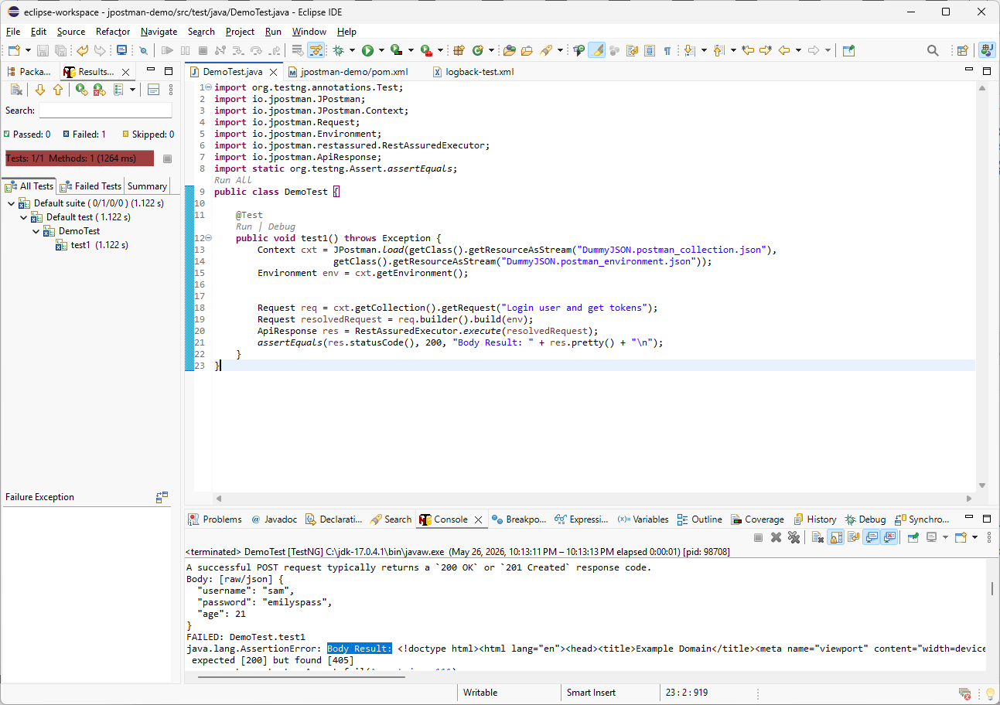 eclipse-workspace - jpostman-demo/src/test/java/DemoTest.java - Eclipse IDE
File Edit Source Refactor Navigate Search Project Run Window Help
Packa... Results...
Search:
Passed: 0 Failed: 1 Skipped: 0
Tests: 1/1 Methods: 1 (1264 ms)
All Tests Failed Tests Summary
Default suite ( 0/1/0/0 ) (1.122 s)
Default test ( 1.122 s)
DemoTest
test1 (1.122 s)
Failure Exception
DemoTest.java jpostman-demo/pom.xml logback-test.xml
1 import org.testng.annotations.Test;
2 import io.jpostman.JPostman;
3 import io.jpostman.JPostman.Context;
4 import io.jpostman.Request;
5 import io.jpostman.Environment;
6 import io.jpostman.restassured.RestAssuredExecutor;
7 import io.jpostman.ApiResponse;
8 import static org.testng.Assert.assertEquals;
Run All
9 public class DemoTest {
10
11 @Test
Run | Debug
12 public void test1() throws Exception {
13 Context cxt = JPostman.load(getClass().getResourceAsStream("DummyJSON.postman_collection.json"),
14 getClass().getResourceAsStream("DummyJSON.postman_environment.json"));
15 Environment env = cxt.getEnvironment();
16
17
18 Request req = cxt.getCollection().getRequest("Login user and get tokens");
19 Request resolvedRequest = req.builder().build(env);
20 ApiResponse res = RestAssuredExecutor.execute(resolvedRequest);
21 assertEquals(res.statusCode(), 200, "Body Result: " + res.pretty() + "\n");
22 }
23 }
Problems Javadoc Declarati... Search Console Breakpo... Expressi... Variables Outline Coverage History Debug Synchro...
<terminated> DemoTest [TestNG] C:\jdk-17.0.4.1\bin\javaw.exe (May 26, 2026, 10:13:11 PM – 10:13:13 PM elapsed 0:00:01) [pid: 98708]
A successful POST request typically returns a `200 OK` or `201 Created` response code.
Body: [raw/json] {
"username": "sam",
"password": "emilyspass",
"age": 21
}
FAILED: DemoTest.test1
java.lang.AssertionError: Body Result: <!doctype html><html lang="en"><head><title>Example Domain</title><meta name="viewport" content="width=device
expected [200] but found [405]
Writable Smart Insert 23 : 2 : 919